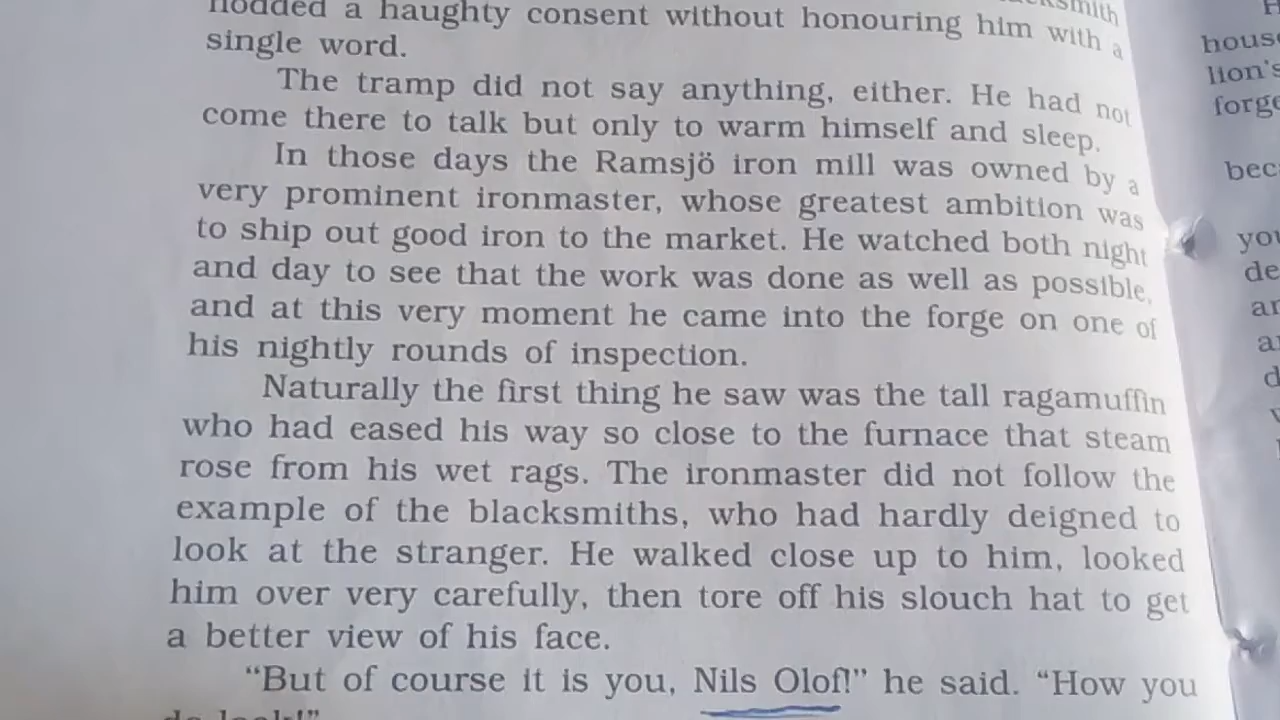 nodded a haughty consent without honouring him with a
single word.
The tramp did not say anything, either. He had not
come there to talk but only to warm himself and sleep.
In those days the Ramsjö iron mill was owned by a
very prominent ironmaster, whose greatest ambition was
to ship out good iron to the market. He watched both night
and day to see that the work was done as well as possible,
and at this very moment he came into the forge on one of
his nightly rounds of inspection.
Naturally the first thing he saw was the tall ragamuffin
who had eased his way so close to the furnace that steam
rose from his wet rags. The ironmaster did not follow the
example of the blacksmiths, who had hardly deigned to
look at the stranger. He walked close up to him, looked
him over very carefully, then tore off his slouch hat to get
a better view of his face.
“But of course it is you, Nils Olof!” he said. “How you
do look!”
lion's